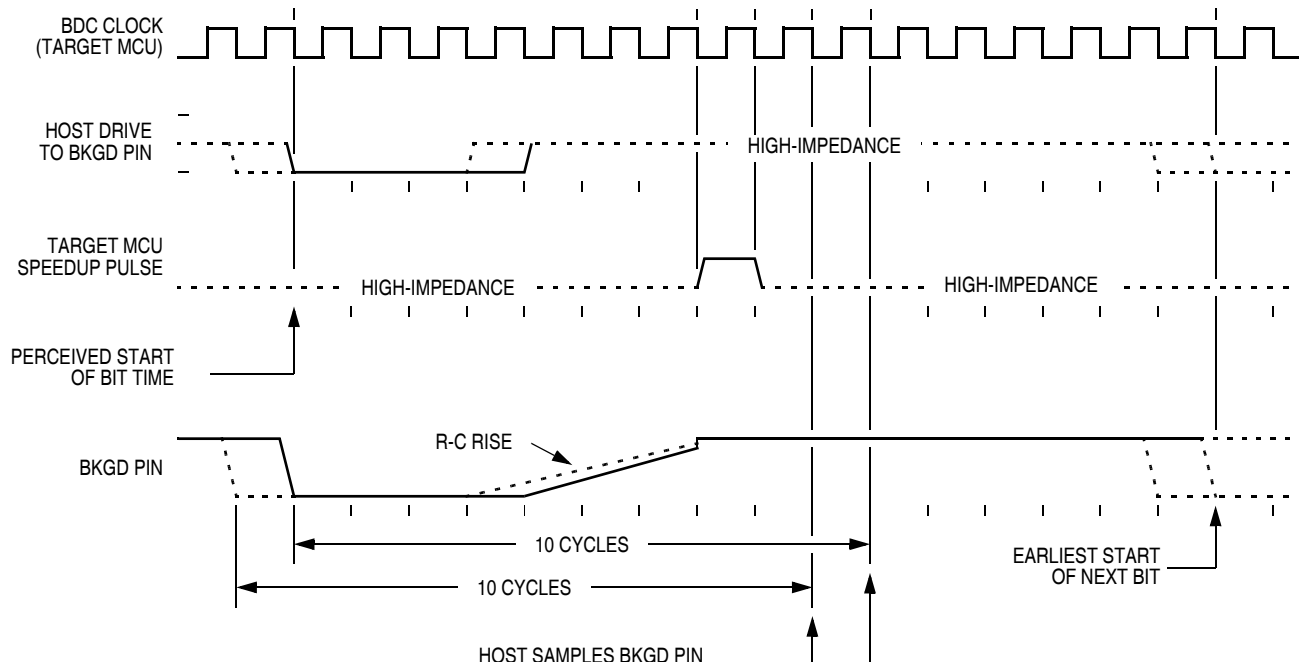 BDC CLOCK
(TARGET MCU)
HOST DRIVE
TO BKGD PIN
HIGH-IMPEDANCE
TARGET MCU
SPEEDUP PULSE
HIGH-IMPEDANCE
HIGH-IMPEDANCE
PERCEIVED START
OF BIT TIME
R-C RISE
BKGD PIN
10 CYCLES
EARLIEST START
OF NEXT BIT
10 CYCLES
HOST SAMPLES BKGD PIN